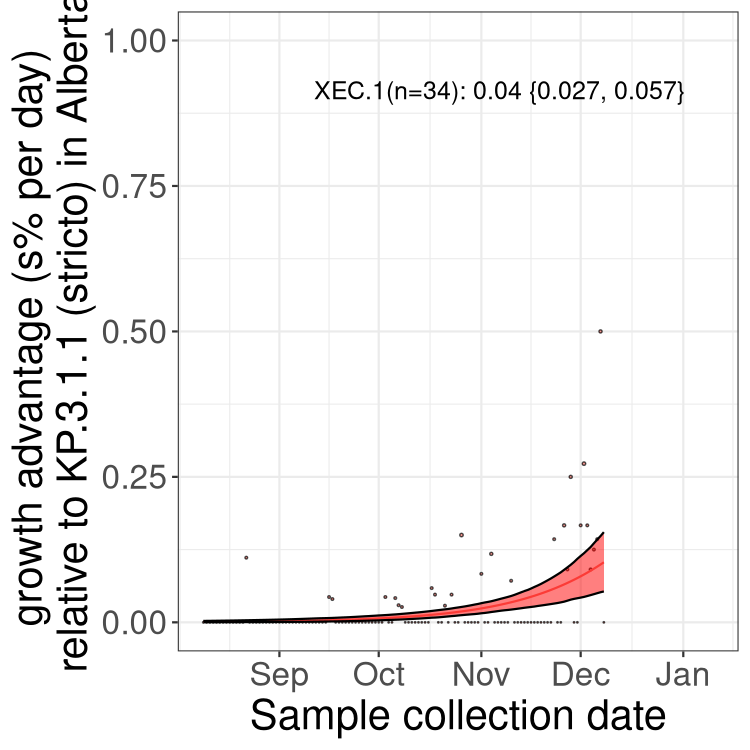 growth advantage (s% per day)
relative to KP.3.1.1 (stricto) in Alberta
1.00
0.75
0.50
0.25
0.00
XEC.1(n=34): 0.04 {0.027, 0.057}
Sep Oct Nov Dec Jan
Sample collection date